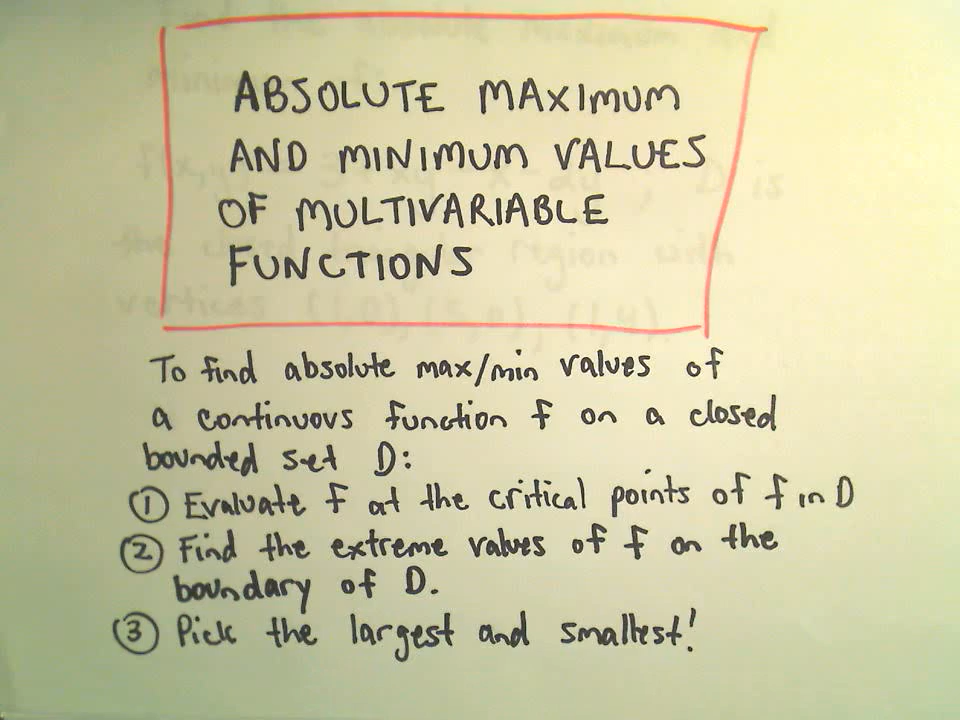 ABSOLUTE MAXIMUM
AND MINIMUM VALUES
OF MULTIVARIABLE
FUNCTIONS
To find absolute max/min values of
a continuous function f on a closed
bounded set D:
① Evaluate f at the critical points of f in D
② Find the extreme values of f on the
boundary of D.
③ Pick the largest and smallest!